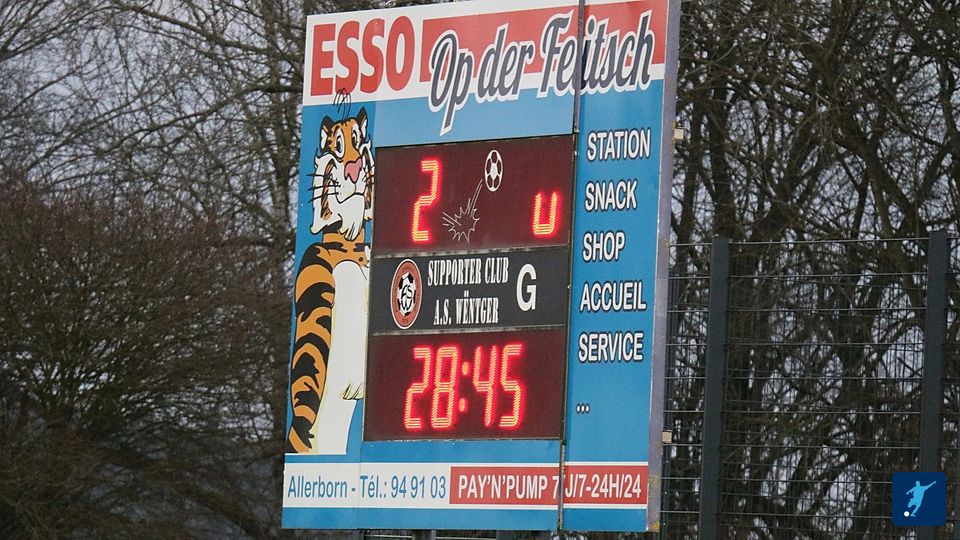 ESSO Op der Feitsch
STATION
SNACK
SHOP
ACCUEIL
SERVICE
...
2 u
SUPPORTER CLUB
A.S. WËNTGER
G
28:45
Allerborn - Tél.: 94 91 03 PAY'N'PUMP 7J/7-24H/24